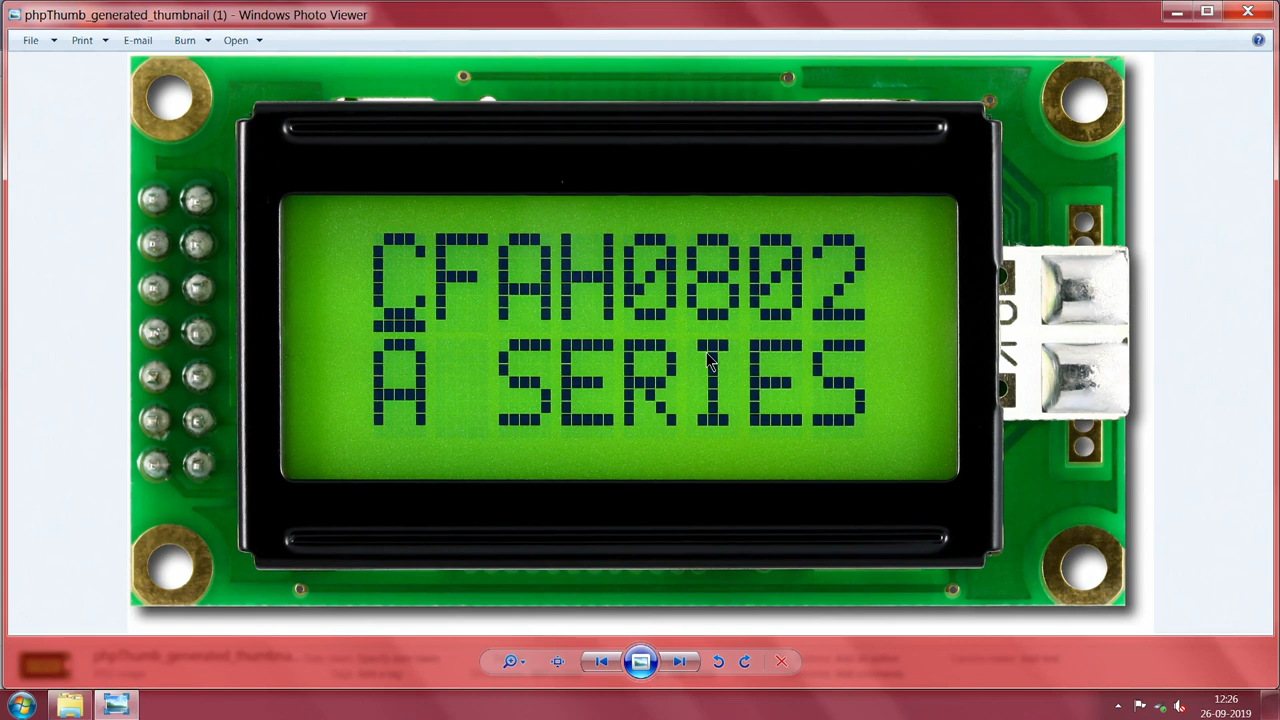 phpThumb_generated_thumbnail (1) - Windows Photo Viewer
File Print E-mail Burn Open
CFAH0802
A SERIES
12:26
26-09-2019